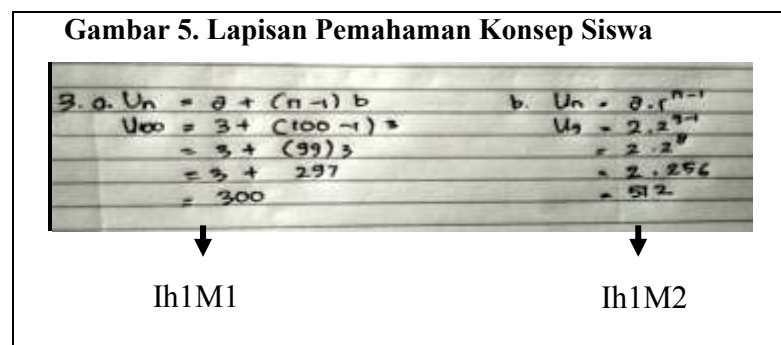 Gambar 5. Lapisan Pemahaman Konsep Siswa
3. a. Un = a + (n-1) b
U100 = 3 + (100-1) 3
= 3 + (99) 3
= 3 + 297
= 300
b. Un = a.r^n-1
U9 = 2.2^9-1
= 2.2^8
= 2.256
= 512
Ih1M1
Ih1M2